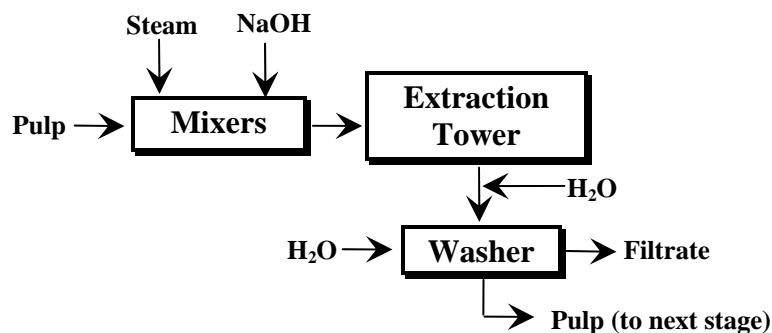 Steam NaOH
Pulp Mixers Extraction
Tower
H₂O
H₂O Washer Filtrate
Pulp (to next stage)